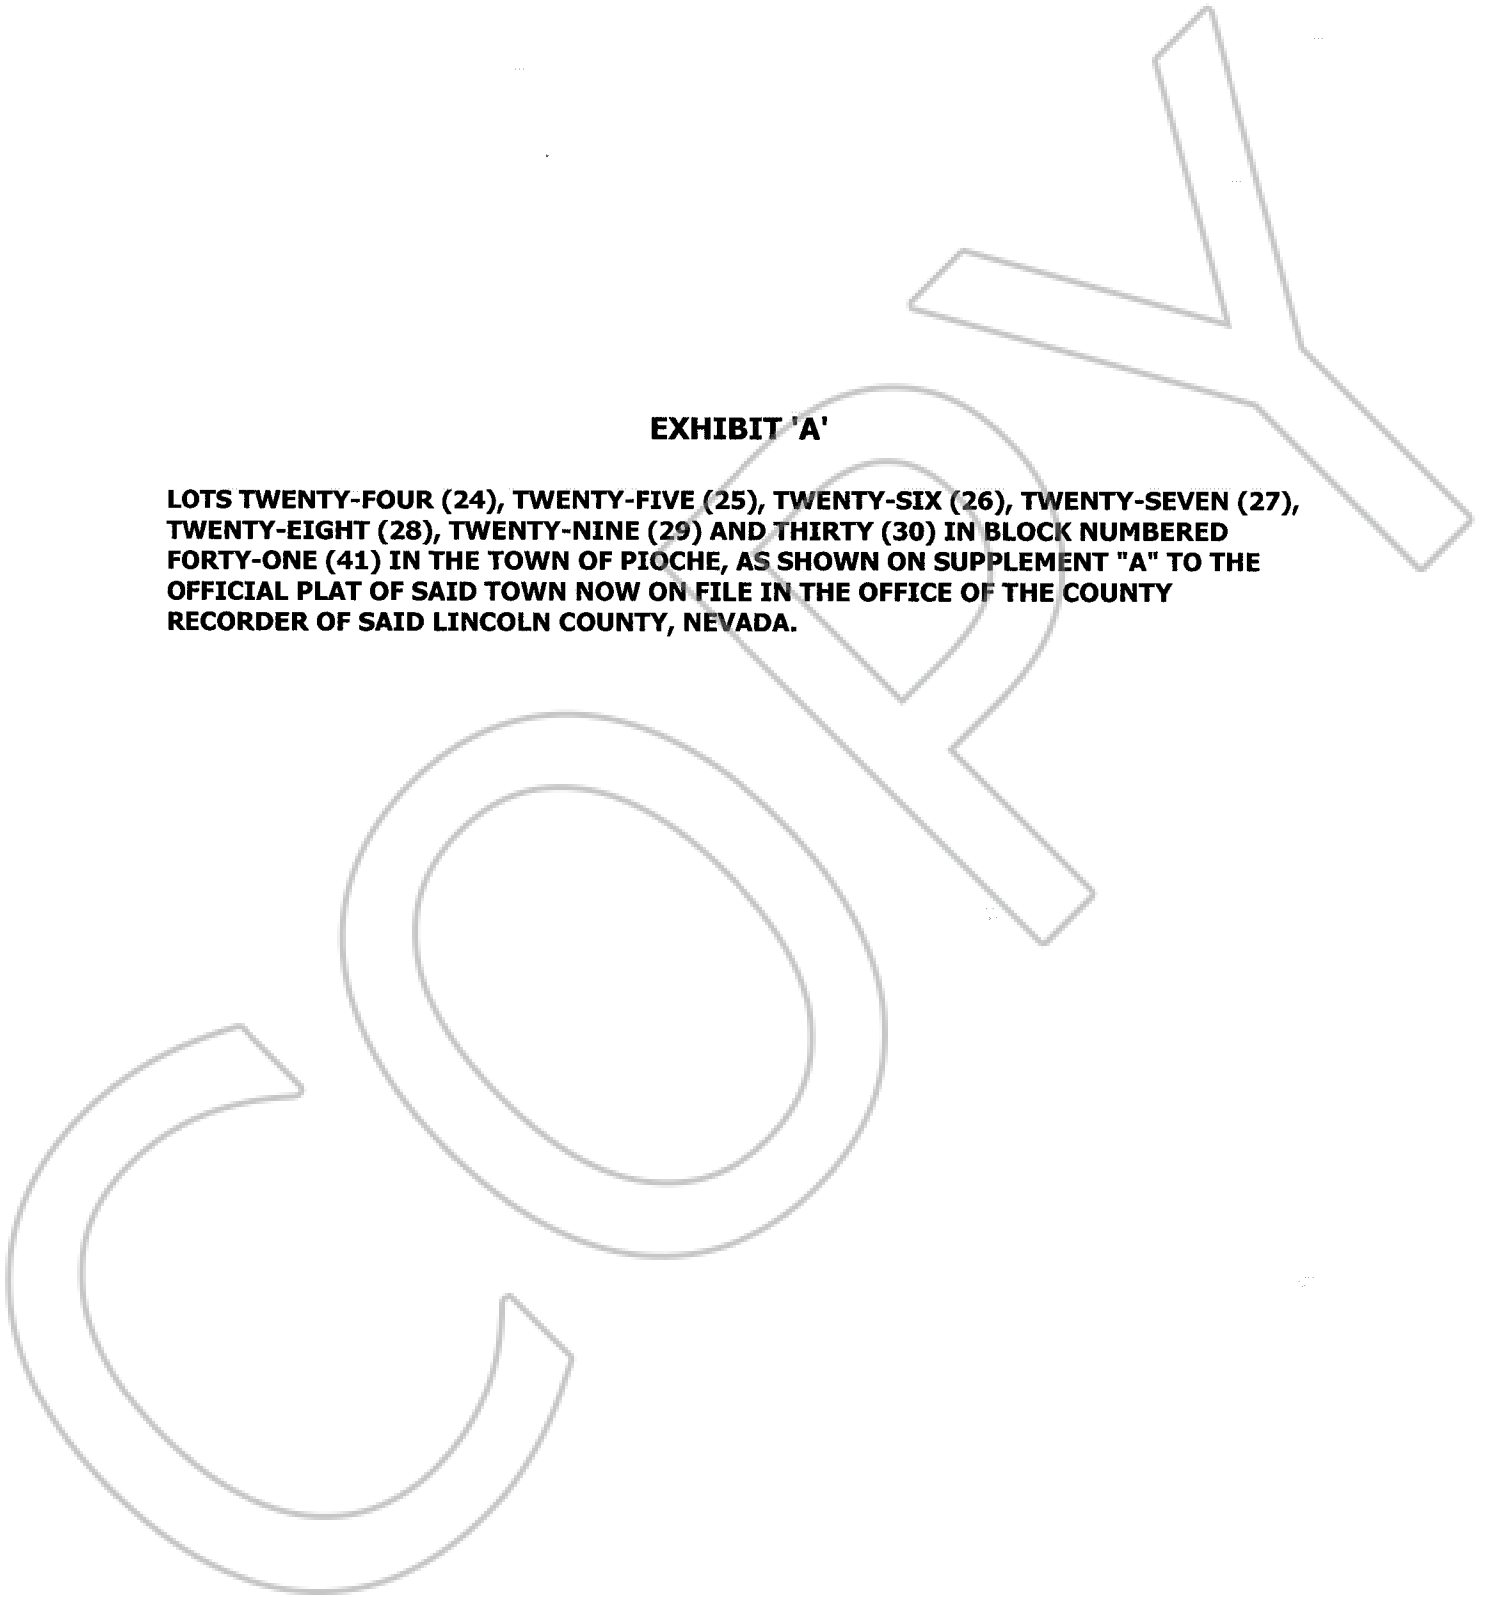 EXHIBIT 'A'
LOTS TWENTY-FOUR (24), TWENTY-FIVE (25), TWENTY-SIX (26), TWENTY-SEVEN (27),
TWENTY-EIGHT (28), TWENTY-NINE (29) AND THIRTY (30) IN BLOCK NUMBERED
FORTY-ONE (41) IN THE TOWN OF PIOCHE, AS SHOWN ON SUPPLEMENT "A" TO THE
OFFICIAL PLAT OF SAID TOWN NOW ON FILE IN THE OFFICE OF THE COUNTY
RECORDER OF SAID LINCOLN COUNTY, NEVADA.
COPY